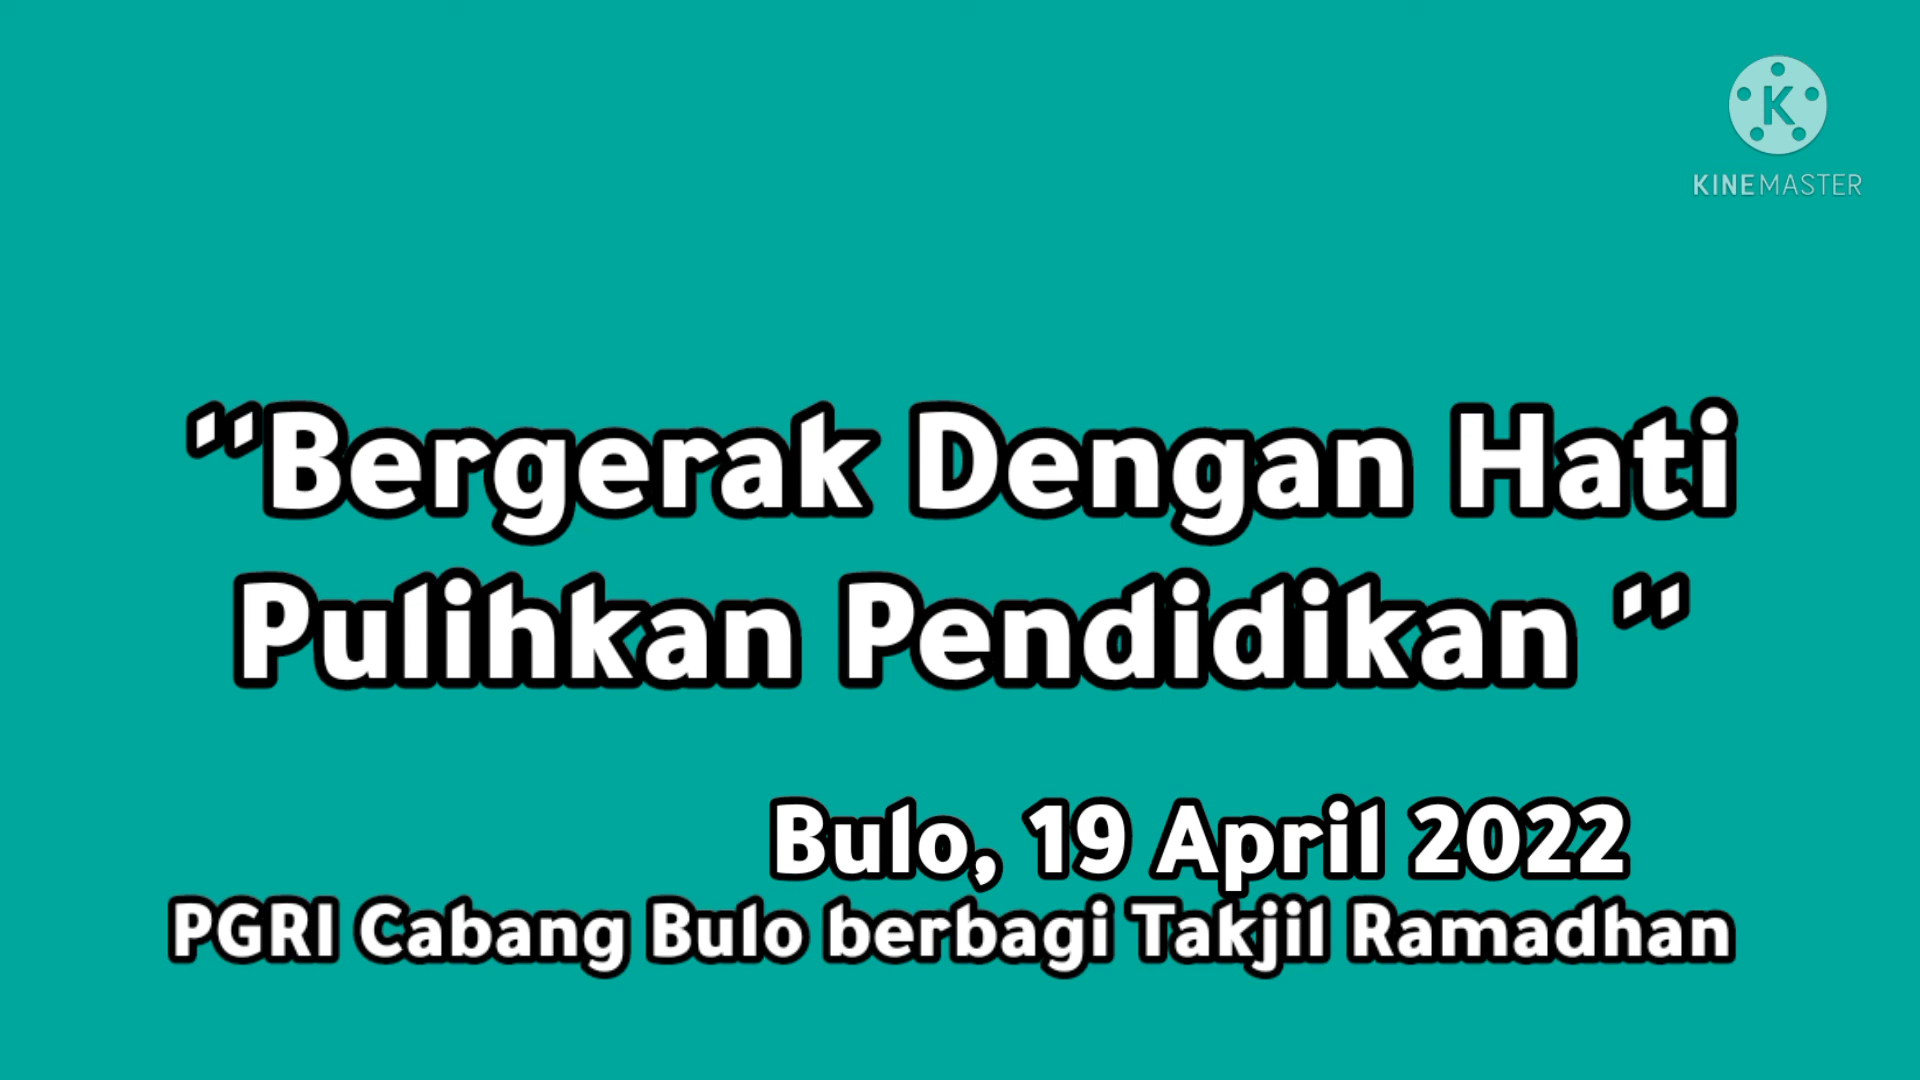 KINEMASTER
"Bergerak Dengan Hati
Pulihkan Pendidikan "
Bulo, 19 April 2022
PGRI Cabang Bulo berbagi Takjil Ramadhan